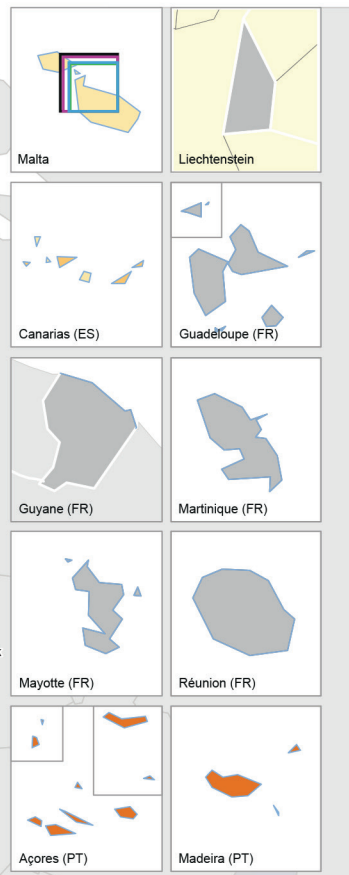 Malta
Liechtenstein
Canarias (ES)
Guadeloupe (FR)
Guyane (FR)
Martinique (FR)
Mayotte (FR)
Réunion (FR)
Açores (PT)
Madeira (PT)